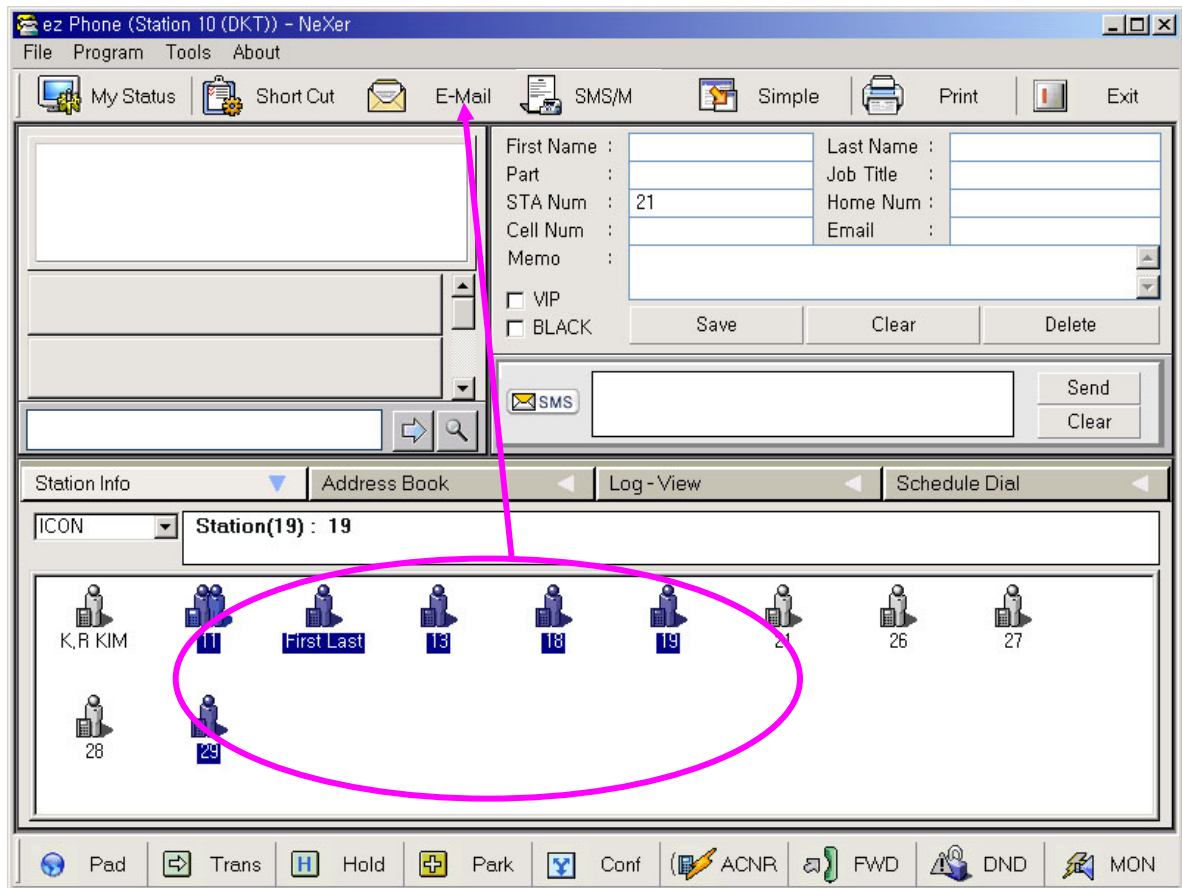 ez Phone (Station 10 (DKT)) - NeXer
File Program Tools About
My Status Short Cut E-Mail SMS/M Simple Print Exit
First Name : Last Name :
Part : Job Title :
STA Num : 21 Home Num :
Cell Num : Email :
Memo :
VIP
BLACK Save Clear Delete
SMS Send
Clear
Station Info Address Book Log-View Schedule Dial
ICON Station(19) : 19
K,R KIM 11 First Last 13 18 19 21 26 27
28 29
Pad Trans H Hold Park Conf ACNR FWD DND MON